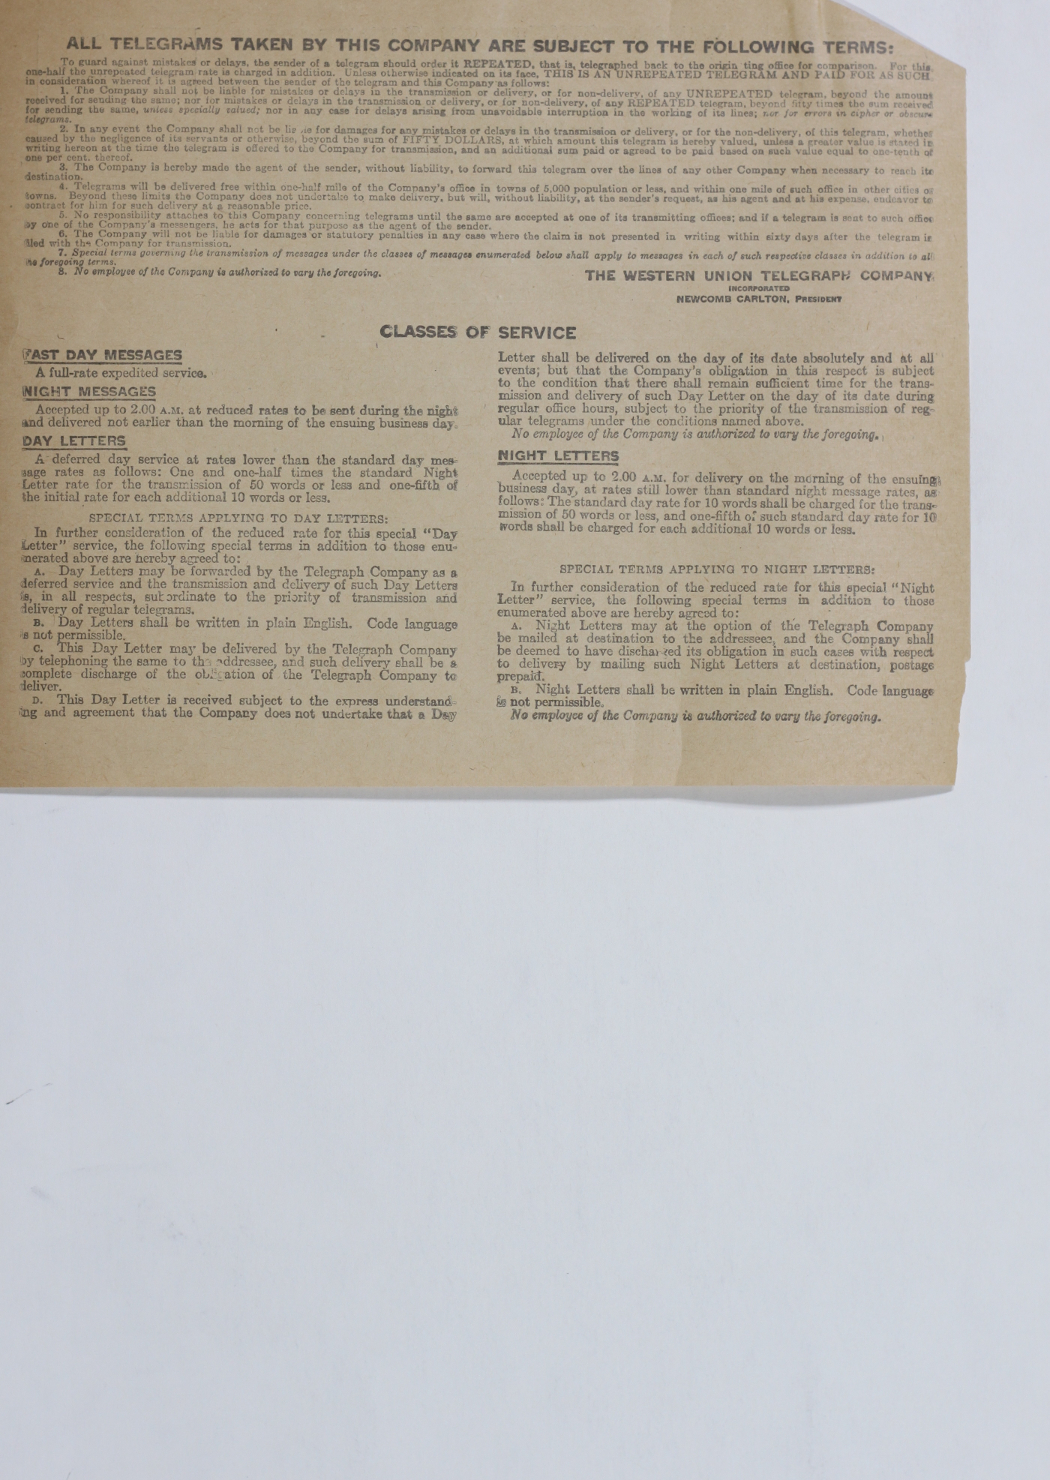 ALL TELEGRAMS TAKEN BY THIS COMPANY ARE SUBJECT TO THE FOLLOWING TERMS:
To guard against mistakes or delays, the sender of a telegram should order it REPEATED, that is, telegraphed back to the origin ting office for comparison. For this,
one-half the unrepeated telegram rate is charged in addition. Unless otherwise indicated on its face, THIS IS AN UNREPEATED TELEGRAM AND PAID FOR AS SUCH,
in consideration whereof it is agreed between the sender of the telegram and this Company as follows:
1. The Company shall not be liable for mistakes or delays in the transmission or delivery, or for non-delivery, of any UNREPEATED telegram, beyond the amount
received for sending the same; nor for mistakes or delays in the transmission or delivery, or for non-delivery, of any REPEATED telegram, beyond fifty times the sum received
for sending the same, unless specially valued; nor in any case for delays arising from unavoidable interruption in the working of its lines; nor for errors in cipher or obscure
telegrams.
2. In any event the Company shall not be liable for damages for any mistakes or delays in the transmission or delivery, or for the non-delivery, of this telegram, whether
caused by the negligence of its servants or otherwise, beyond the sum of FIFTY DOLLARS, at which amount this telegram is hereby valued, unless a greater value is stated in
writing hereon at the time the telegram is offered to the Company for transmission, and an additional sum paid or agreed to be paid based on such value equal to one-tenth of
one per cent. thereof.
3. The Company is hereby made the agent of the sender, without liability, to forward this telegram over the lines of any other Company when necessary to reach its
destination.
4. Telegrams will be delivered free within one-half mile of the Company's office in towns of 5,000 population or less, and within one mile of such office in other cities or
towns. Beyond these limits the Company does not undertake to make delivery, but will, without liability, at the sender's request, as his agent and at his expense, endeavor to
contract for him for such delivery at a reasonable price.
5. No responsibility attaches to this Company concerning telegrams until the same are accepted at one of its transmitting offices; and if a telegram is sent to such office
by one of the Company's messengers, he acts for that purpose as the agent of the sender.
6. The Company will not be liable for damages or statutory penalties in any case where the claim is not presented in writing within sixty days after the telegram is
filed with the Company for transmission.
7. Special terms governing the transmission of messages under the classes of messages enumerated below shall apply to messages in each of such respective classes in addition to all
the foregoing terms.
8. No employee of the Company is authorized to vary the foregoing.
THE WESTERN UNION TELEGRAPH COMPANY
INCORPORATED
NEWCOMB CARLTON, PRESIDENT
CLASSES OF SERVICE
FAST DAY MESSAGES
A full-rate expedited service.
NIGHT MESSAGES
Accepted up to 2.00 A.M. at reduced rates to be sent during the night
and delivered not earlier than the morning of the ensuing business day.
DAY LETTERS
A deferred day service at rates lower than the standard day mes-
sage rates as follows: One and one-half times the standard Night
Letter rate for the transmission of 50 words or less and one-fifth of
the initial rate for each additional 10 words or less.
SPECIAL TERMS APPLYING TO DAY LETTERS:
In further consideration of the reduced rate for this special "Day
Letter" service, the following special terms in addition to those enu-
merated above are hereby agreed to:
A. Day Letters may be forwarded by the Telegraph Company as a
deferred service and the transmission and delivery of such Day Letters
is, in all respects, subordinate to the priority of transmission and
delivery of regular telegrams.
B. Day Letters shall be written in plain English. Code language
is not permissible.
C. This Day Letter may be delivered by the Telegraph Company
by telephoning the same to the addressee, and such delivery shall be a
complete discharge of the obligation of the Telegraph Company to
deliver.
D. This Day Letter is received subject to the express understand-
ing and agreement that the Company does not undertake that a Day
Letter shall be delivered on the day of its date absolutely and at all
events; but that the Company's obligation in this respect is subject
to the condition that there shall remain sufficient time for the trans-
mission and delivery of such Day Letter on the day of its date during
regular office hours, subject to the priority of the transmission of reg-
ular telegrams under the conditions named above.
No employee of the Company is authorized to vary the foregoing.
NIGHT LETTERS
Accepted up to 2.00 A.M. for delivery on the morning of the ensuing
business day, at rates still lower than standard night message rates, as
follows: The standard day rate for 10 words shall be charged for the trans-
mission of 50 words or less, and one-fifth of such standard day rate for 10
words shall be charged for each additional 10 words or less.
SPECIAL TERMS APPLYING TO NIGHT LETTERS:
In further consideration of the reduced rate for this special "Night
Letter" service, the following special terms in addition to those
enumerated above are hereby agreed to:
A. Night Letters may at the option of the Telegraph Company
be mailed at destination to the addressees, and the Company shall
be deemed to have discharged its obligation in such cases with respect
to delivery by mailing such Night Letters at destination, postage
prepaid.
B. Night Letters shall be written in plain English. Code language
is not permissible.
No employee of the Company is authorized to vary the foregoing.